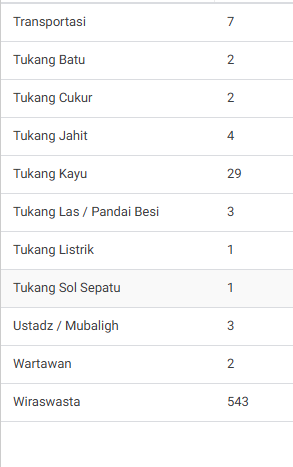 Transportasi 7
Tukang Batu 2
Tukang Cukur 2
Tukang Jahit 4
Tukang Kayu 29
Tukang Las / Pandai Besi 3
Tukang Listrik 1
Tukang Sol Sepatu 1
Ustadz / Mubaligh 3
Wartawan 2
Wiraswasta 543